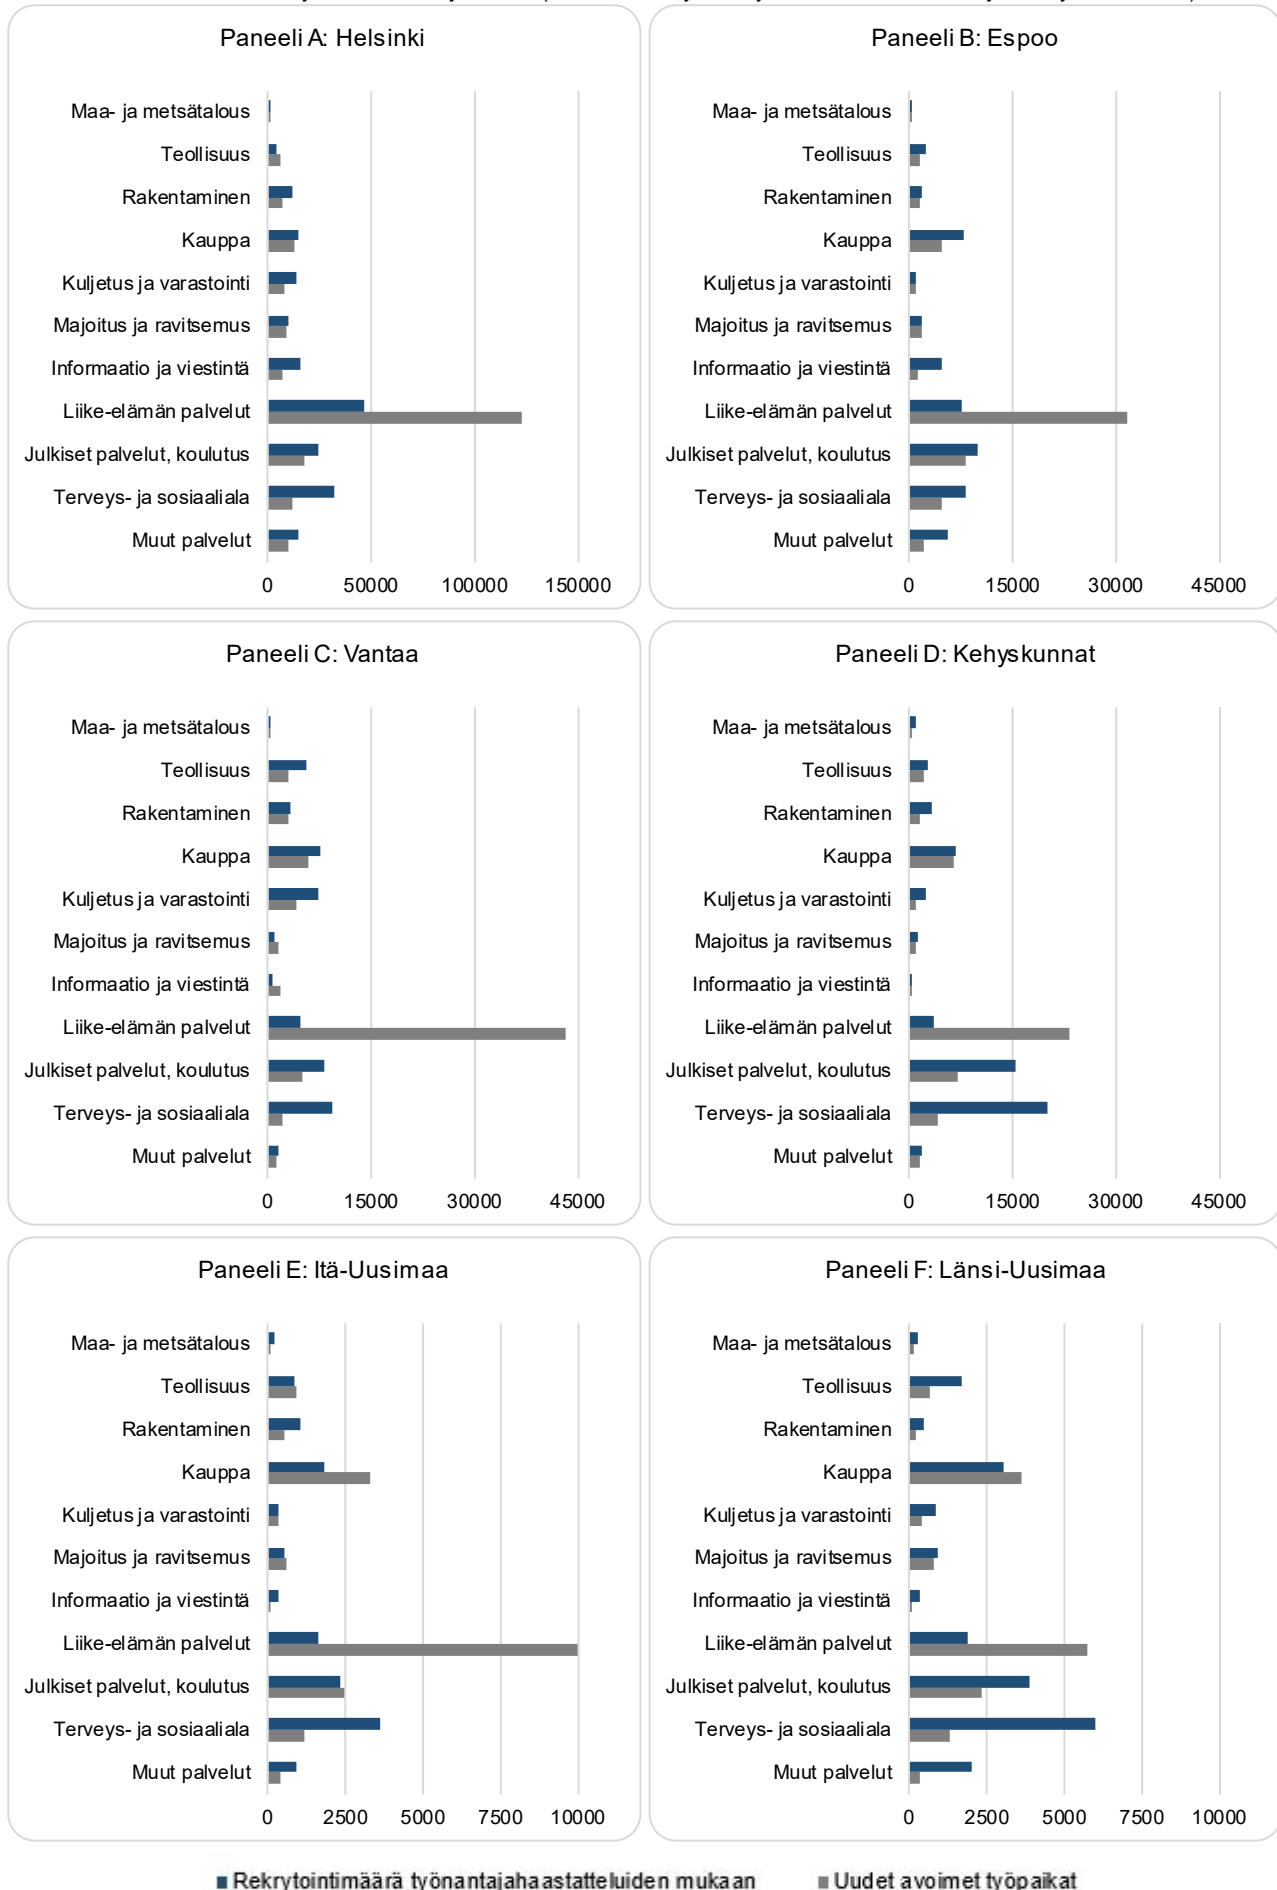 Paneeli A: Helsinki
Maa- ja metsätalous
Teollisuus
Rakentaminen
Kauppa
Kuljetus ja varastointi
Majoitus ja ravitsemus
Informaatio ja viestintä
Liike-elämän palvelut
Julkiset palvelut, koulutus
Terveys- ja sosiaaliala
Muut palvelut
0 50000 100000 150000
Paneeli B: Espoo
Maa- ja metsätalous
Teollisuus
Rakentaminen
Kauppa
Kuljetus ja varastointi
Majoitus ja ravitsemus
Informaatio ja viestintä
Liike-elämän palvelut
Julkiset palvelut, koulutus
Terveys- ja sosiaaliala
Muut palvelut
0 15000 30000 45000
Paneeli C: Vantaa
Maa- ja metsätalous
Teollisuus
Rakentaminen
Kauppa
Kuljetus ja varastointi
Majoitus ja ravitsemus
Informaatio ja viestintä
Liike-elämän palvelut
Julkiset palvelut, koulutus
Terveys- ja sosiaaliala
Muut palvelut
0 15000 30000 45000
Paneeli D: Kehyskunnat
Maa- ja metsätalous
Teollisuus
Rakentaminen
Kauppa
Kuljetus ja varastointi
Majoitus ja ravitsemus
Informaatio ja viestintä
Liike-elämän palvelut
Julkiset palvelut, koulutus
Terveys- ja sosiaaliala
Muut palvelut
0 15000 30000 45000
Paneeli E: Itä-Uusimaa
Maa- ja metsätalous
Teollisuus
Rakentaminen
Kauppa
Kuljetus ja varastointi
Majoitus ja ravitsemus
Informaatio ja viestintä
Liike-elämän palvelut
Julkiset palvelut, koulutus
Terveys- ja sosiaaliala
Muut palvelut
0 2500 5000 7500 10000
Paneeli F: Länsi-Uusimaa
Maa- ja metsätalous
Teollisuus
Rakentaminen
Kauppa
Kuljetus ja varastointi
Majoitus ja ravitsemus
Informaatio ja viestintä
Liike-elämän palvelut
Julkiset palvelut, koulutus
Terveys- ja sosiaaliala
Muut palvelut
0 2500 5000 7500 10000
Rekrytointimäärä työnantajahaastatteluiden mukaan Uudet avoimet työpaikat